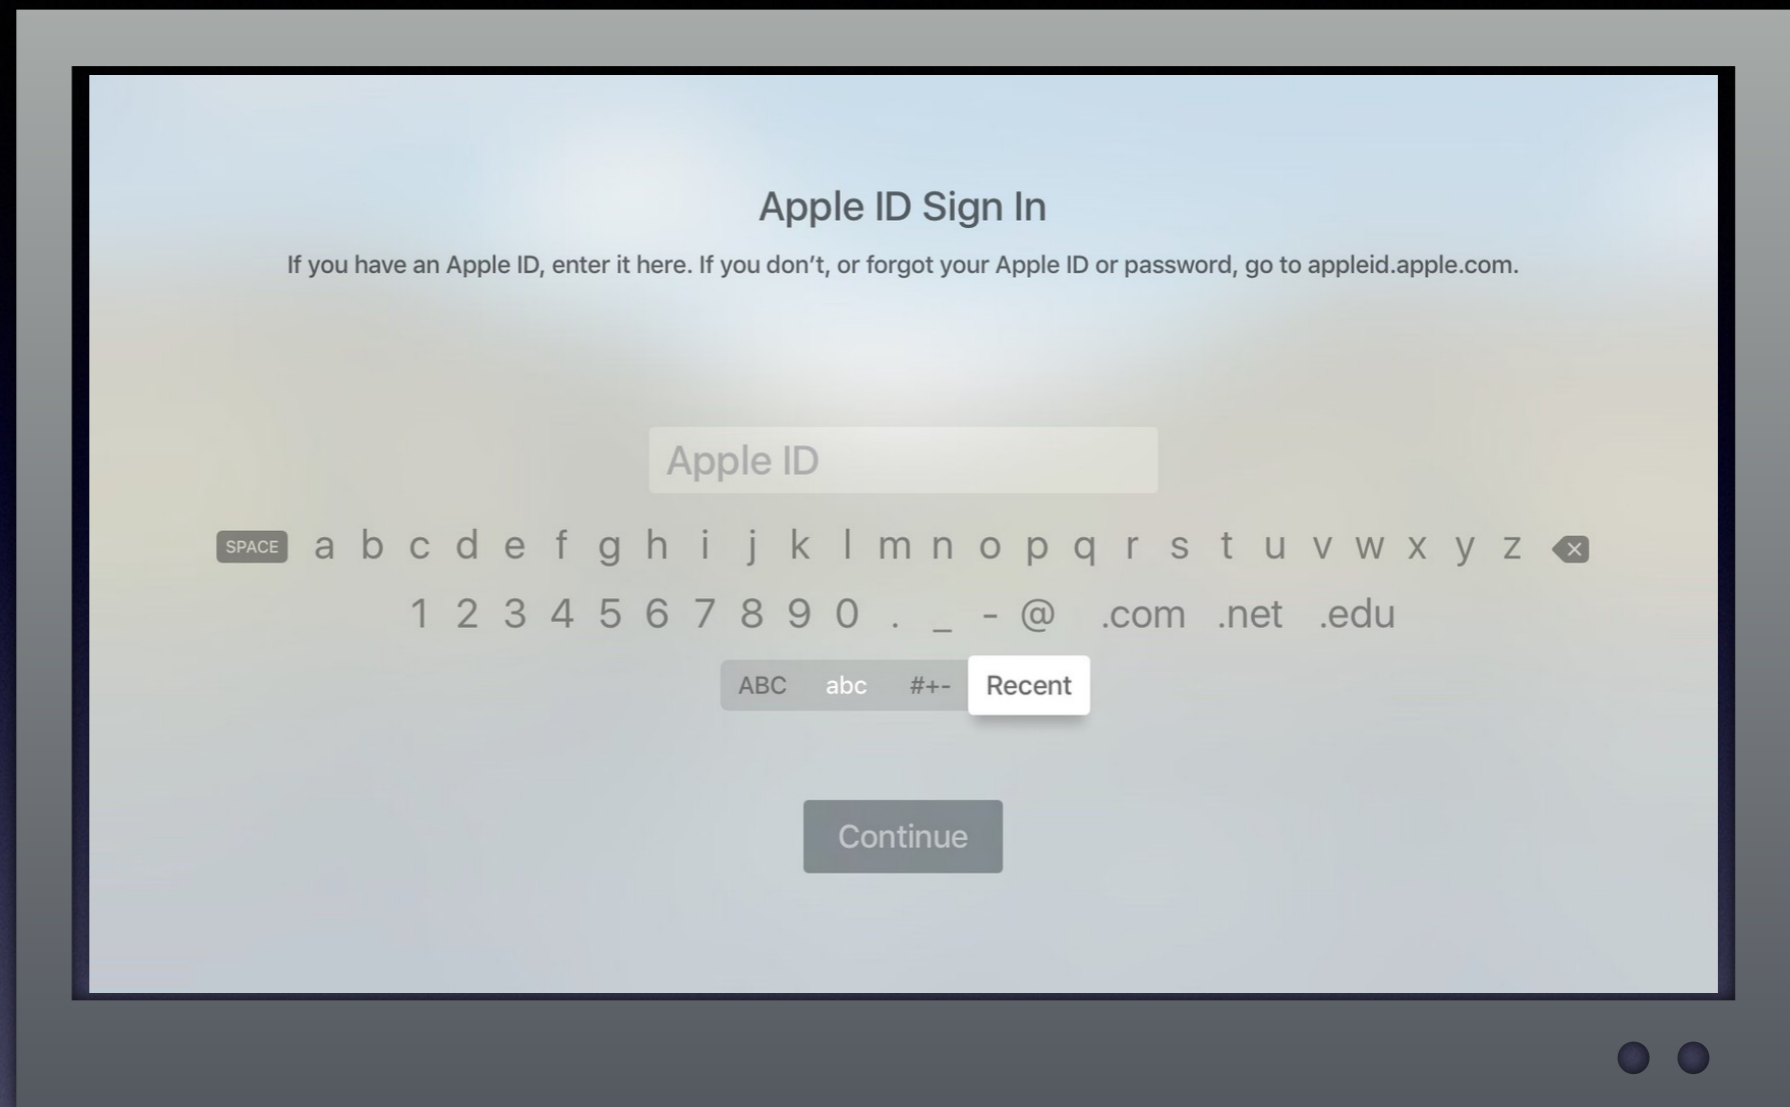 Apple ID Sign In
If you have an Apple ID, enter it here. If you don’t, or forgot your Apple ID or password, go to appleid.apple.com.
Apple ID
SPACE a b c d e f g h i j k l m n o p q r s t u v w x y z
1 2 3 4 5 6 7 8 9 0 . _ - @ .com .net .edu
ABC abc #+- Recent
Continue